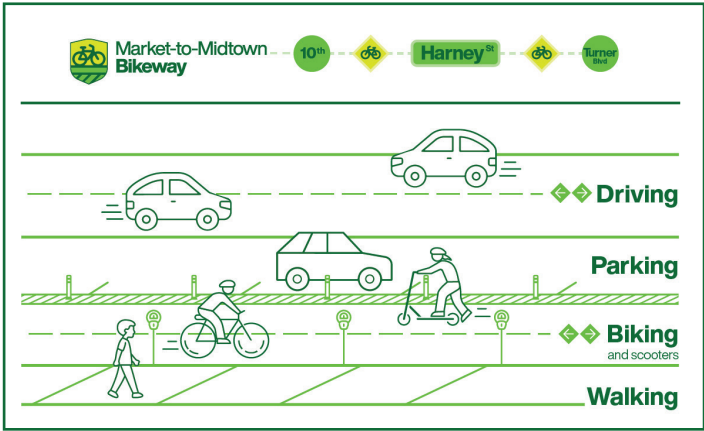 Market-to-Midtown
Bikeway
10th
Harney St
Turner
Blvd
Driving
Parking
Biking
and scooters
Walking